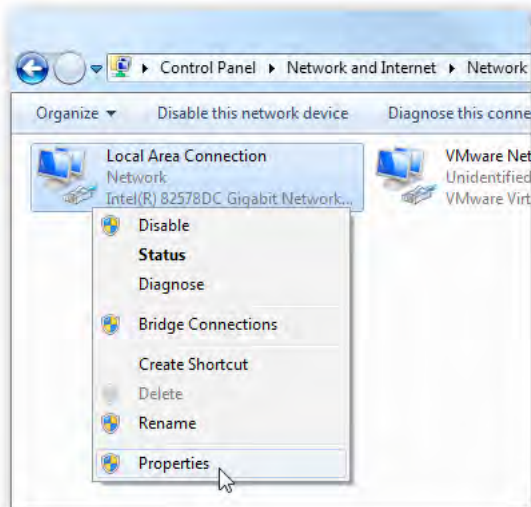 Control Panel ▸ Network and Internet ▸ Network
Organize ▾ Disable this network device Diagnose this conne
Local Area Connection
Network
Intel(R) 82578DC Gigabit Network...
VMware Net
Unidentified
VMware Virt
Disable
Status
Diagnose
Bridge Connections
Create Shortcut
Delete
Rename
Properties